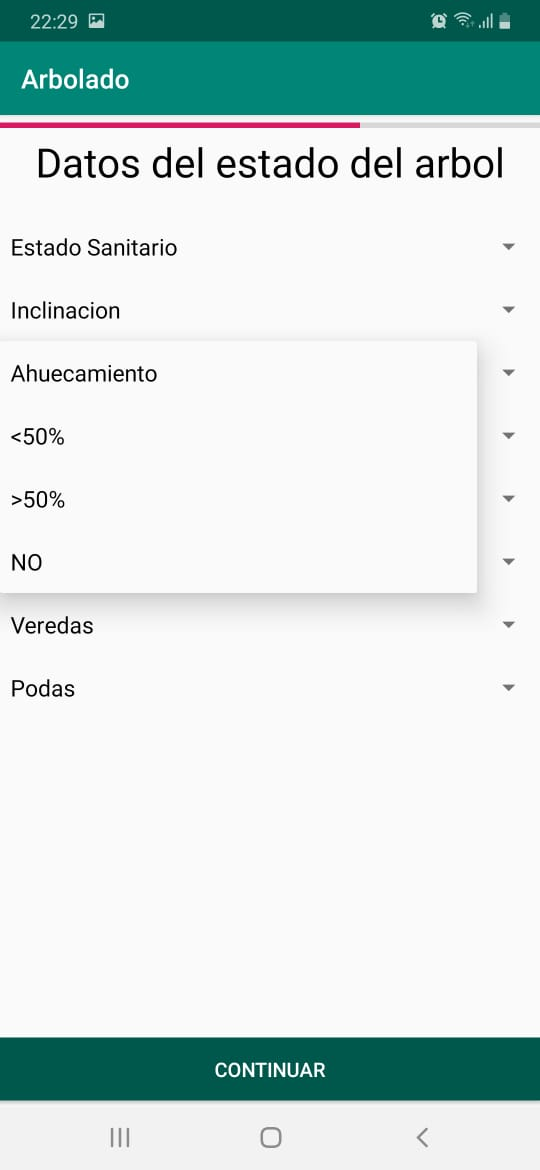 22:29
Arbolado
Datos del estado del arbol
Estado Sanitario
Inclinacion
Ahuecamiento
<50%
>50%
NO
Veredas
Podas
CONTINUAR